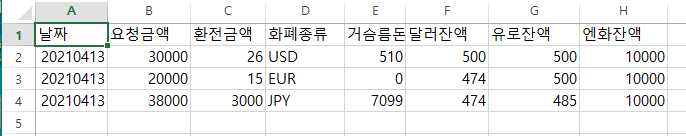 A B C D E F G H
1 날짜 요청금액 환전금액 화폐종류 거슬름돈 달러잔액 유로잔액 엔화잔액
2 20210413 30000 26 USD 510 500 500 10000
3 20210413 20000 15 EUR 0 474 500 10000
4 20210413 38000 3000 JPY 7099 474 485 10000